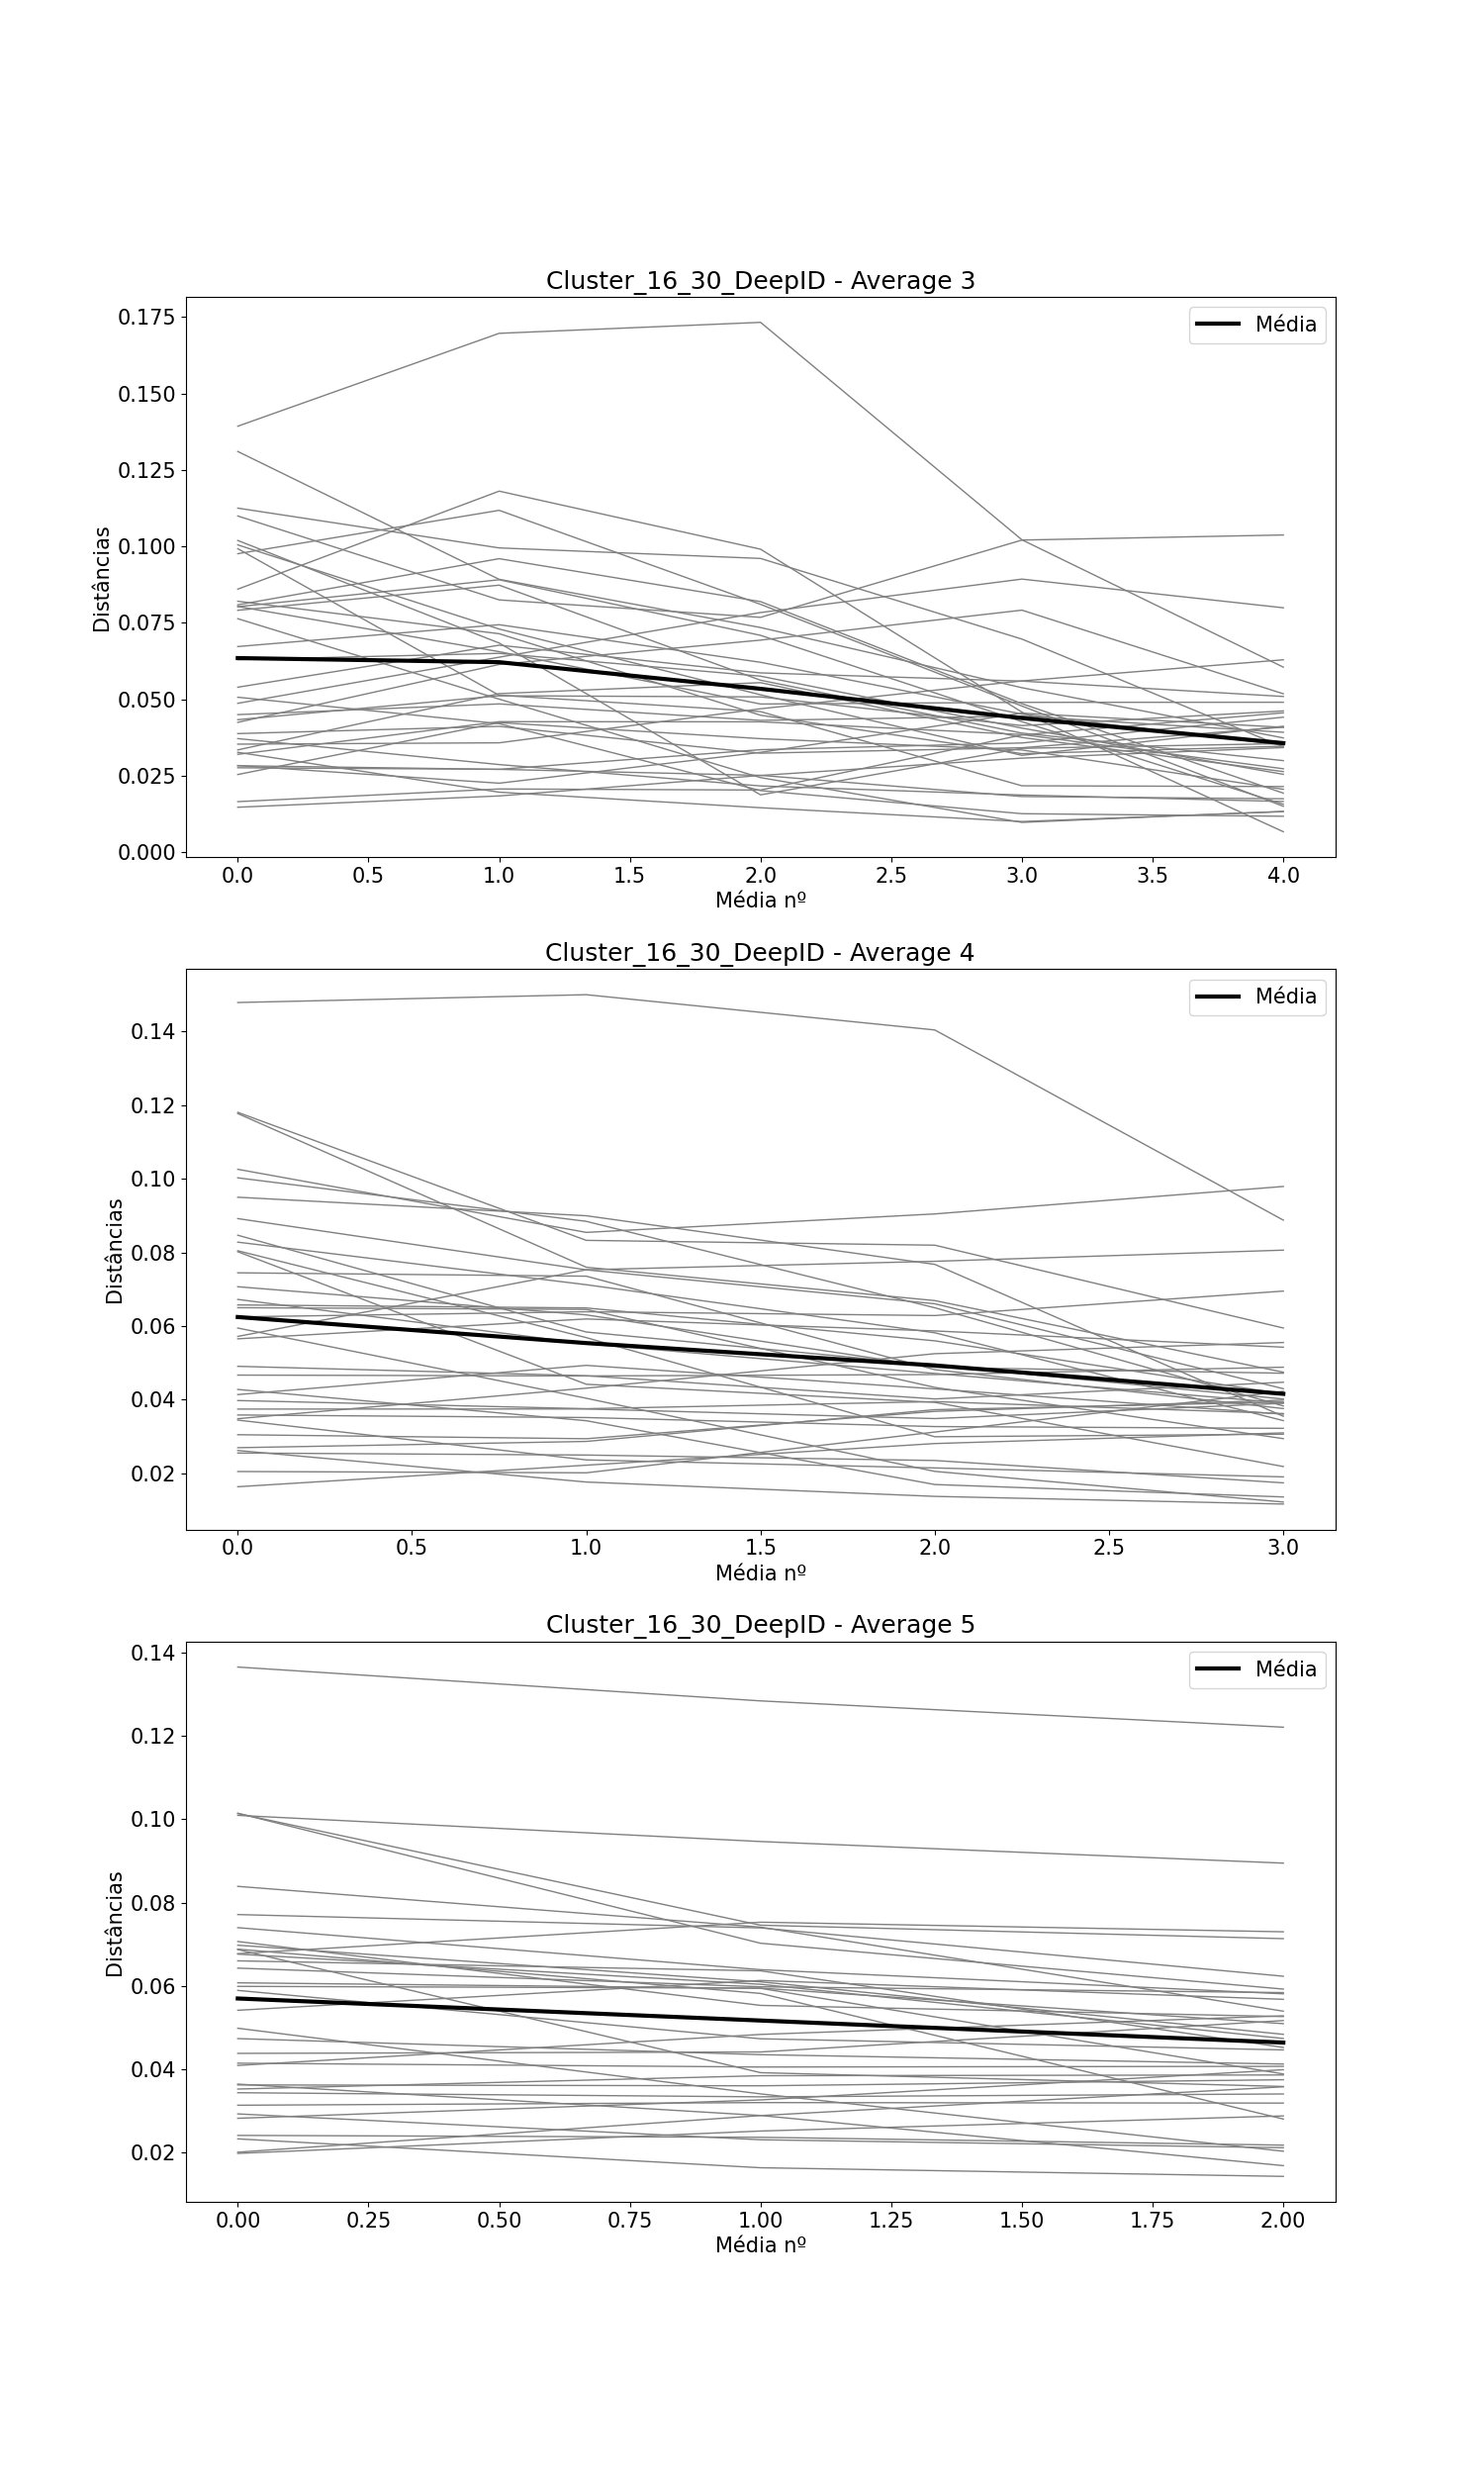 Cluster_16_30_DeepID - Average 3
Média
0.175
0.150
0.125
0.100
0.075
0.050
0.025
0.000
Distâncias
0.0 0.5 1.0 1.5 2.0 2.5 3.0 3.5 4.0
Média nº
Cluster_16_30_DeepID - Average 4
Média
0.14
0.12
0.10
0.08
0.06
0.04
0.02
Distâncias
0.0 0.5 1.0 1.5 2.0 2.5 3.0
Média nº
Cluster_16_30_DeepID - Average 5
Média
0.14
0.12
0.10
0.08
0.06
0.04
0.02
Distâncias
0.00 0.25 0.50 0.75 1.00 1.25 1.50 1.75 2.00
Média nº